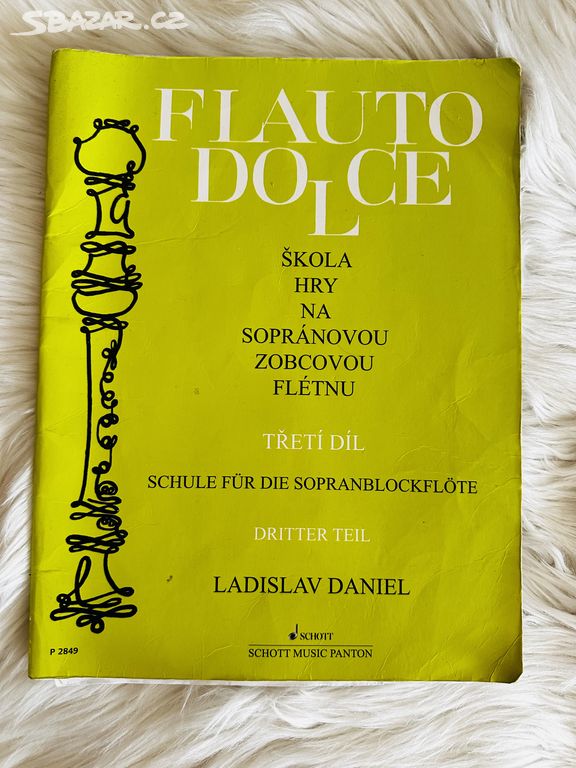 SBAZAR.CZ
FLAUTO
DOLCE
ŠKOLA
HRY
NA
SOPRÁNOVOU
ZOBCOVOU
FLÉTNU
TŘETÍ DÍL
SCHULE FÜR DIE SOPRANBLOCKFLÖTE
DRITTER TEIL
LADISLAV DANIEL
SCHOTT
SCHOTT MUSIC PANTON
P 2849